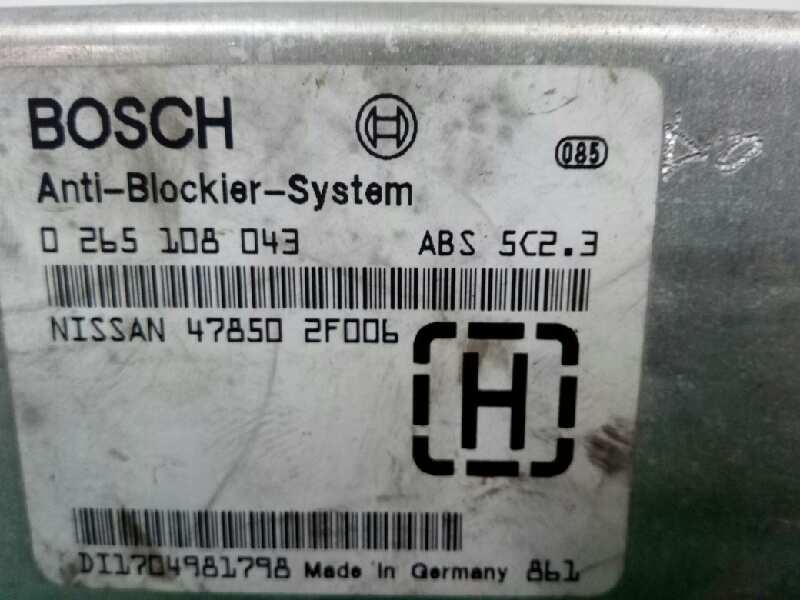 BOSCH
085
Anti-Blockier-System
0 265 108 043 ABS 5C2.3
NISSAN 47850 2F006
H
DI1704981798 Made in Germany 861